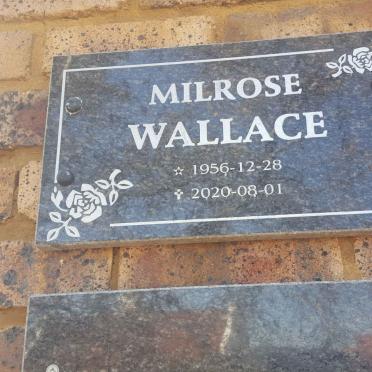 MILROSE
WALLACE
☆ 1956-12-28
✞ 2020-08-01